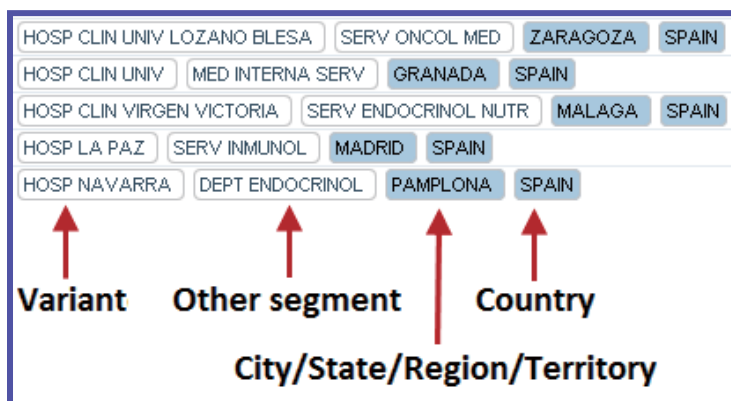 HOSP CLIN UNIV LOZANO BLESA SERV ONCOL MED ZARAGOZA SPAIN
HOSP CLIN UNIV MED INTERNA SERV GRANADA SPAIN
HOSP CLIN VIRGEN VICTORIA SERV ENDOCRINOL NUTR MALAGA SPAIN
HOSP LA PAZ SERV INMUNOL MADRID SPAIN
HOSP NAVARRA DEPT ENDOCRINOL PAMPLONA SPAIN
Variant Other segment Country
City/State/Region/Territory